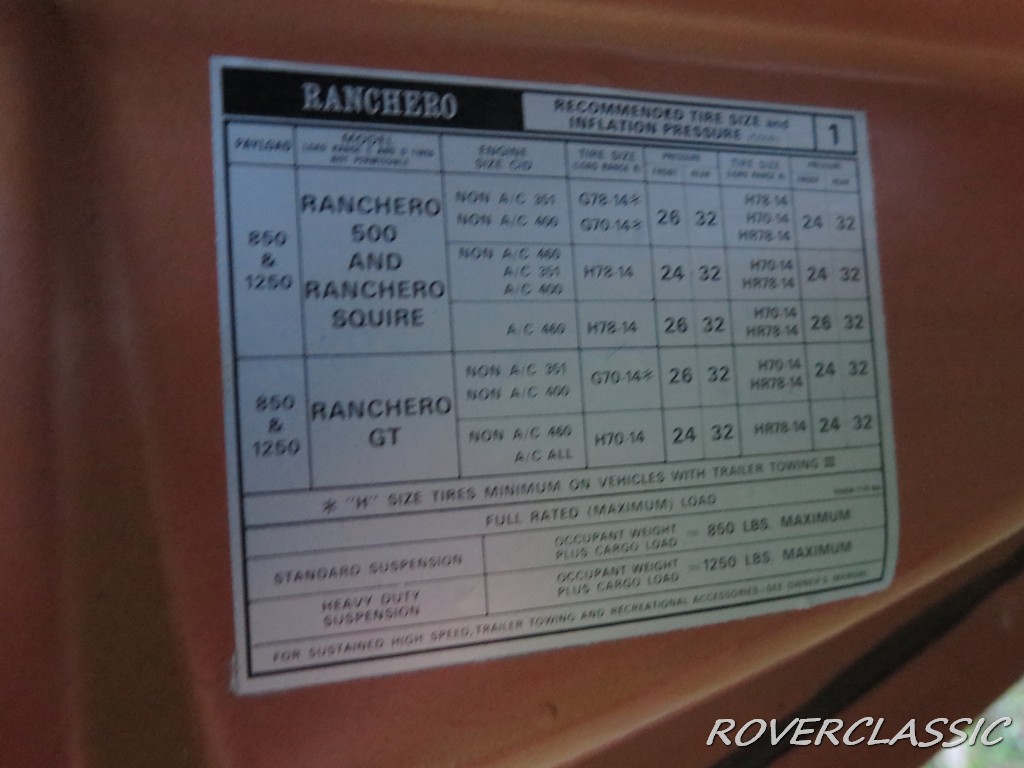 RANCHERO
RECOMMENDED TIRE SIZE and
INFLATION PRESSURE
1
PAYLOAD
MODEL
ENGINE
SIZE CID
TIRE SIZE
PRESSURE
FRONT REAR
TIRE SIZE
PRESSURE
FRONT REAR
850
&
1250
RANCHERO
500
AND
RANCHERO
SQUIRE
NON A/C 351
NON A/C 400
G78-14*
G70-14*
26 32
H78-14
H70-14
HR78-14
24 32
NON A/C 460
A/C 351
A/C 400
H78-14
24 32
H70-14
HR78-14
24 32
A/C 460
H78-14
26 32
H70-14
HR78-14
26 32
850
&
1250
RANCHERO
GT
NON A/C 351
NON A/C 400
G70-14*
26 32
H70-14
HR78-14
24 32
NON A/C 460
A/C ALL
H70-14
24 32
HR78-14
24 32
* "H" SIZE TIRES MINIMUM ON VEHICLES WITH TRAILER TOWING III
FULL RATED (MAXIMUM) LOAD
STANDARD SUSPENSION
OCCUPANT WEIGHT
PLUS CARGO LOAD = 850 LBS. MAXIMUM
HEAVY DUTY
SUSPENSION
OCCUPANT WEIGHT
PLUS CARGO LOAD = 1250 LBS. MAXIMUM
FOR SUSTAINED HIGH SPEED, TRAILER TOWING AND RECREATIONAL ACCESSORIES-SEE OWNER'S MANUAL
ROVERCLASSIC